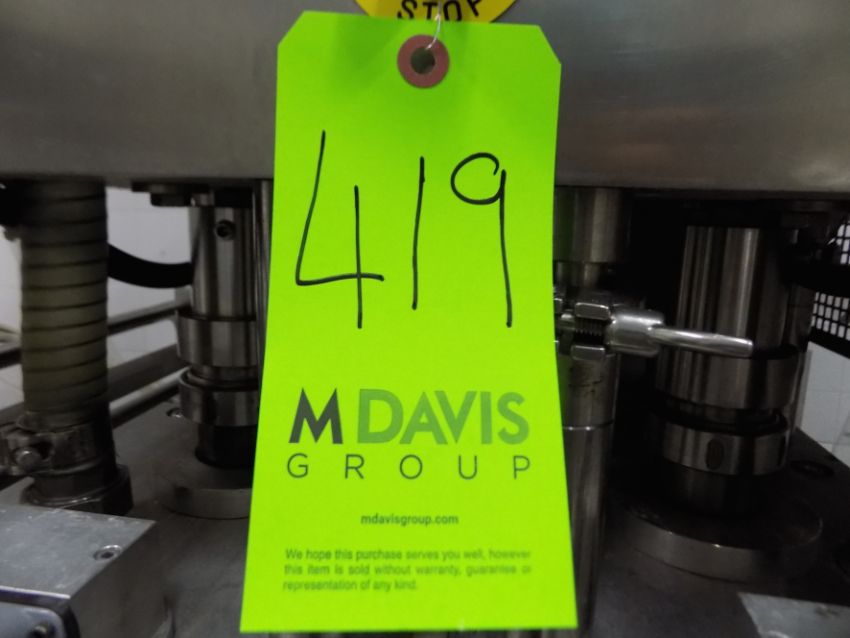 STOP
419
M DAVIS
GROUP
mdavisgroup.com
We hope this purchase serves you well, however
this item is sold without warranty, guarantee or
representation of any kind.